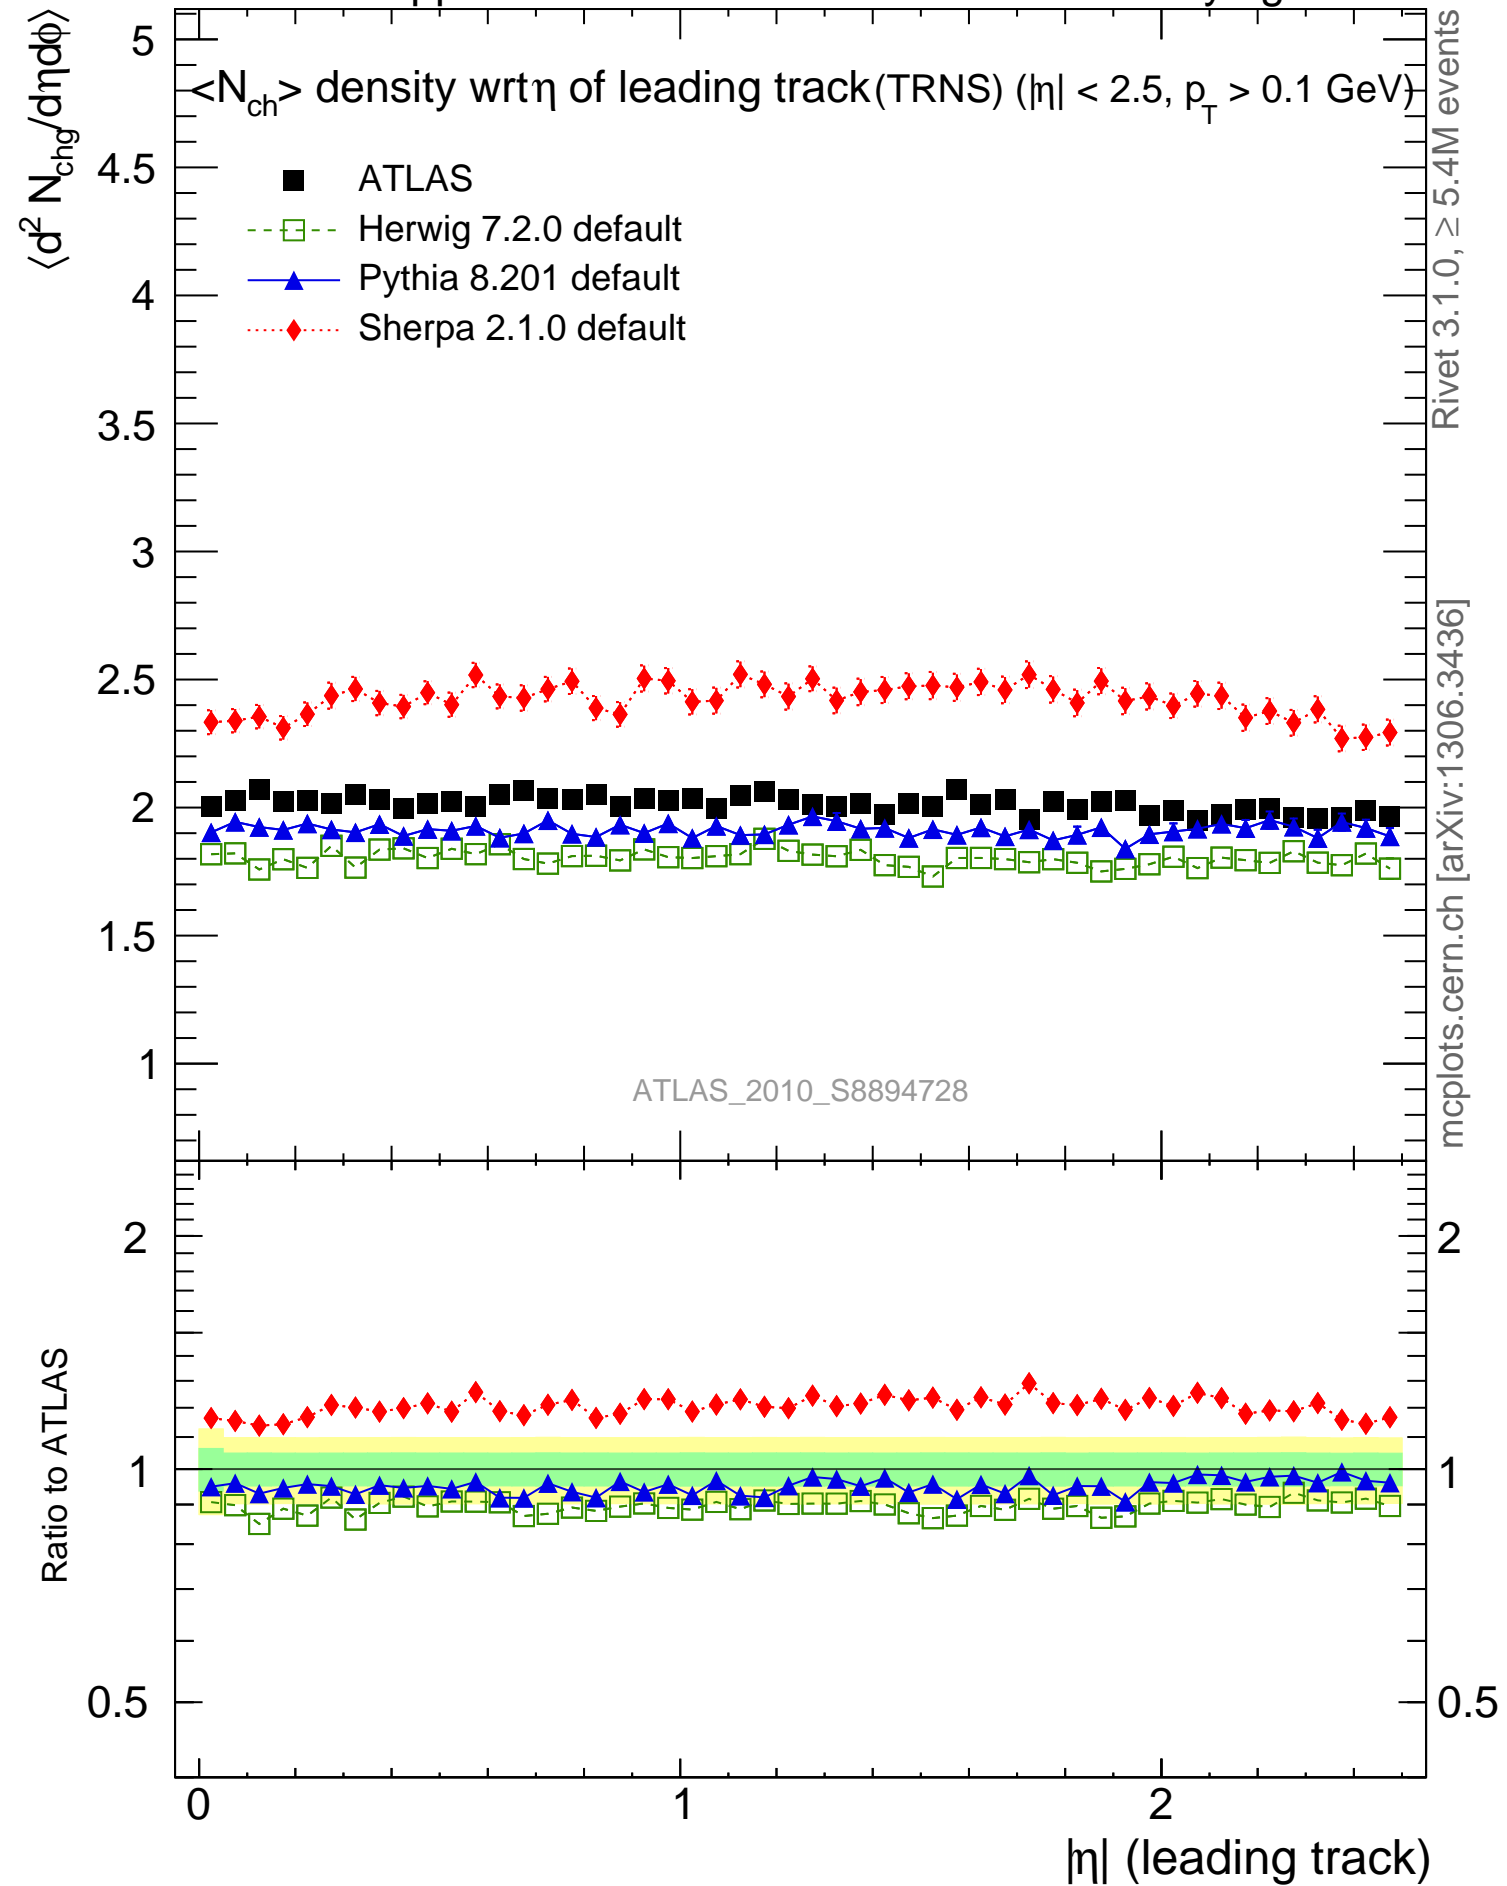 <N_ch> density wrt η of leading track (TRNS) (|η| < 2.5, p_T > 0.1 GeV)
⟨d² N_chg/dηdϕ⟩
ATLAS
Herwig 7.2.0 default
Pythia 8.201 default
Sherpa 2.1.0 default
5
4.5
4
3.5
3
2.5
2
1.5
1
ATLAS_2010_S8894728
Rivet 3.1.0, ≥ 5.4M events
mcplots.cern.ch [arXiv:1306.3436]
Ratio to ATLAS
2
1
0.5
2
1
0.5
0 1 2
|η| (leading track)